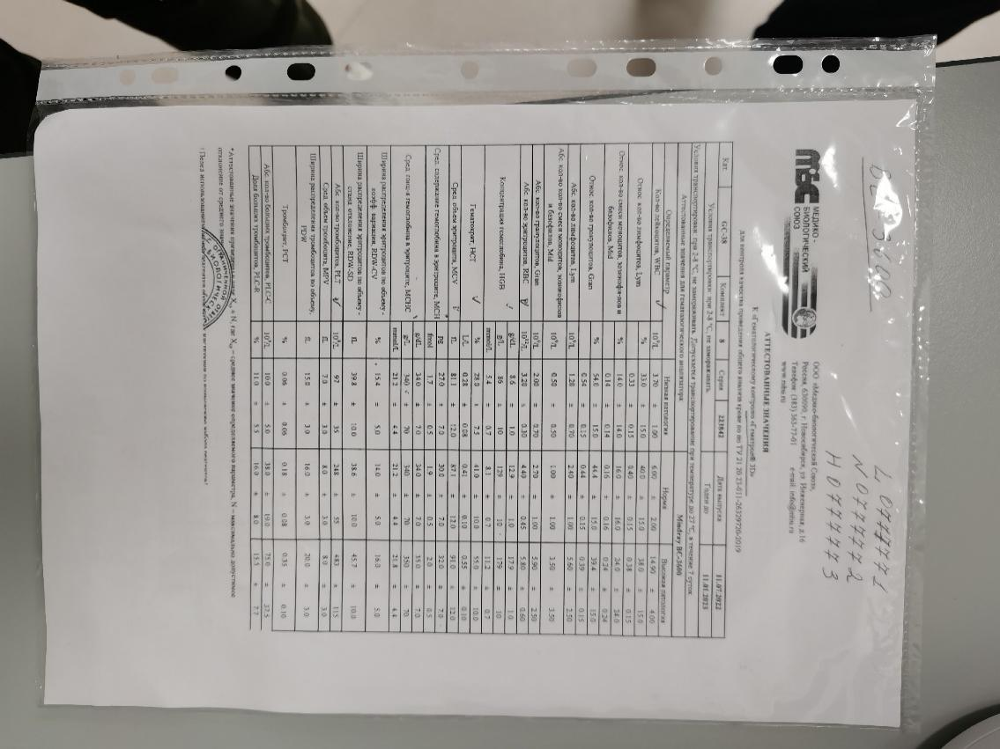 L 0777771
N 0777772
H 0777773
МБС
МЕДИКО-
БИОЛОГИЧЕСКИЙ
СОЮЗ
ООО «Медико-биологический Союз»
Россия, 630090, г. Новосибирск, ул. Инженерная, д.16
Телефон: (383) 363-77-01 e-mail: info@mbu.ru
www.mbu.ru
АТТЕСТОВАННЫЕ ЗНАЧЕНИЯ
К «Гематологическому контролю «Гематрол® 3D»
для контроля качества проведения общего анализа крови по ТУ 21.20.23-011-26329720-2019
Кат. GC-38 Комплект 8 Серия 221842 Дата выпуска 11.07.2022
Условия транспортировки: при 2-8 °C, не замораживать. Годен до 11.01.2023
Условия транспортировки: при 2-8 °C, не замораживать. Допускается транспортирование при температуре до 27 °C, в течение 7 суток
Аттестованные значения для гематологического анализатора Mindray BC-3600
Определяемый параметр Низкая патология Норма Высокая патология
Кол-во лейкоцитов, WBC 10⁹/L 3.70 ± 1.00 6.00 ± 2.00 14.90 ± 4.00
Относ. кол-во лимфоцитов, Lym % 33.0 ± 15.0 40.0 ± 15.0 38.0 ± 15.0
0.33 ± 0.15 0.40 ± 0.15 0.38 ± 0.15
Относ. кол-во смеси моноцитов, эозинофилов и базофилов, Mid % 14.0 ± 14.0 16.0 ± 16.0 24.0 ± 24.0
0.14 ± 0.14 0.16 ± 0.16 0.24 ± 0.24
Относ. кол-во гранулоцитов, Gran % 54.0 ± 15.0 44.4 ± 15.0 39.4 ± 15.0
0.54 ± 0.15 0.44 ± 0.15 0.39 ± 0.15
Абс. кол-во лимфоцитов, Lym 10⁹/L 1.20 ± 0.70 2.40 ± 1.00 5.60 ± 2.50
Абс. кол-во смеси моноцитов, эозинофилов и базофилов, Mid 10⁹/L 0.50 ± 0.50 1.00 ± 1.00 3.50 ± 3.50
Абс. кол-во гранулоцитов, Gran 10⁹/L 2.00 ± 0.70 2.70 ± 1.00 5.90 ± 2.50
Абс. кол-во эритроцитов, RBC 10¹²/L 3.20 ± 0.30 4.40 ± 0.45 5.80 ± 0.60
Концентрация гемоглобина, HGB g/dL 8.6 ± 1.0 12.9 ± 1.0 17.9 ± 1.0
g/L 86 ± 10 129 ± 10 179 ± 10
mmol/L 5.4 ± 0.7 8.1 ± 0.7 11.2 ± 0.7
Гематокрит, HCT % 28.0 ± 7.5 41.0 ± 10.0 55.0 ± 10.0
L/L 0.28 ± 0.08 0.41 ± 0.10 0.55 ± 0.10
Сред. объем эритроцита, MCV fL 81.1 ± 12.0 87.1 ± 12.0 91.0 ± 12.0
Сред. содержание гемоглобина в эритроците, MCH pg 27.0 ± 7.0 30.0 ± 7.0 32.0 ± 7.0
fmol 1.7 ± 0.5 1.9 ± 0.5 2.0 ± 0.5
Сред. конц-я гемоглобина в эритроците, MCHC g/dL 34.0 ± 7.0 34.0 ± 7.0 35.0 ± 7.0
g/L 340 ± 70 340 ± 70 350 ± 70
mmol/L 21.2 ± 4.4 21.2 ± 4.4 21.8 ± 4.4
Ширина распределения эритроцитов по объему - коэфф. вариации, RDW-CV % 15.4 ± 5.0 14.0 ± 5.0 16.0 ± 5.0
Ширина распределения эритроцитов по объему - станд. отклонение, RDW-SD fL 39.8 ± 10.0 38.6 ± 10.0 45.7 ± 10.0
Абс. кол-во тромбоцитов, PLT 10⁹/L 97 ± 35 248 ± 55 483 ± 115
Сред. объем тромбоцита, MPV fL 7.0 ± 3.0 8.0 ± 3.0 8.0 ± 3.0
Ширина распределения тромбоцитов по объему, PDW fL 15.0 ± 3.0 16.0 ± 3.0 20.0 ± 3.0
Тромбокрит, PCT % 0.06 ± 0.06 0.18 ± 0.08 0.35 ± 0.10
Абс. кол-во больших тромбоцитов, PLC-C 10⁹/L 10.0 ± 5.0 38.0 ± 19.0 75.0 ± 37.5
Доля больших тромбоцитов, PLC-R % 11.0 ± 5.5 16.0 ± 8.0 15.5 ± 7.7
*Аттестованные значения приведены в виде Xср ± N, где Xср – среднее значение определяемого параметра, N – максимально допустимое
отклонение от среднего значения